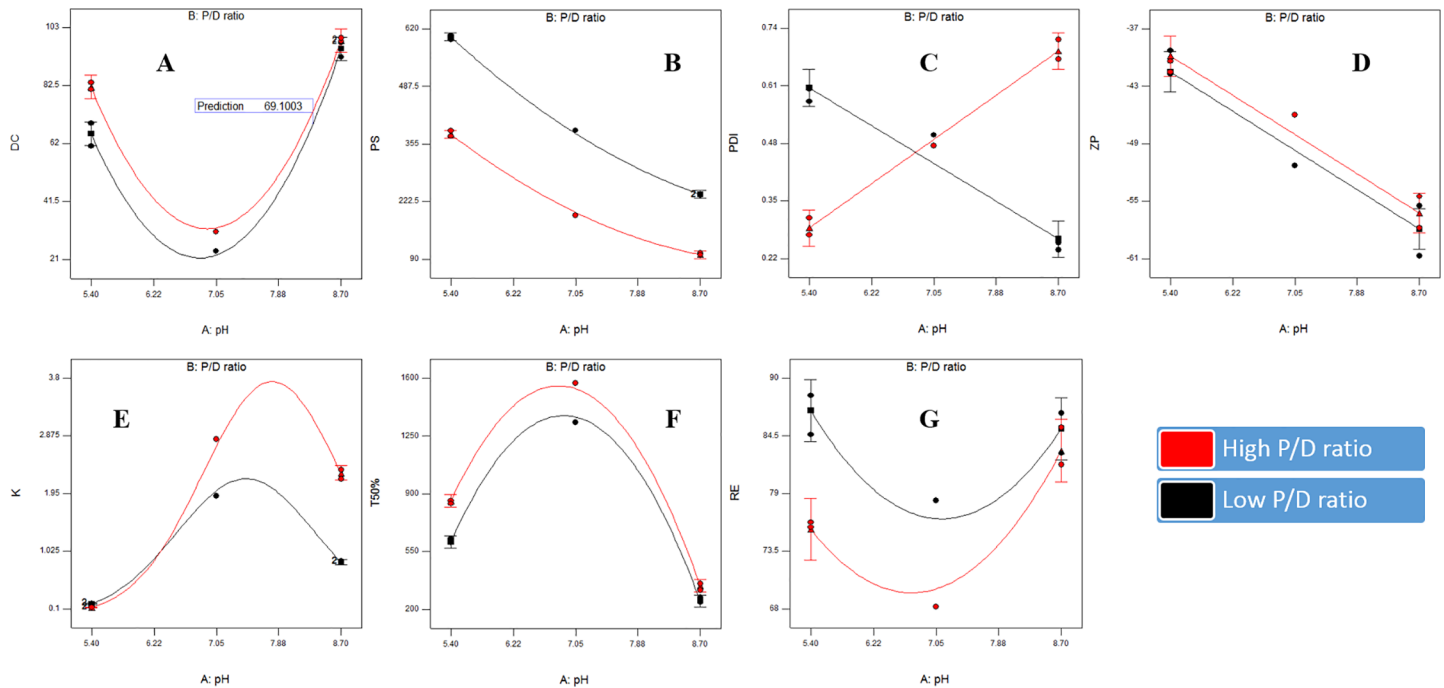 B: P/D ratio
A
DC
103
82.5
62
41.5
21
Prediction 69.1003
2
5.40 6.22 7.05 7.88 8.70
A: pH
B: P/D ratio
B
PS
620
487.5
355
222.5
90
2
5.40 6.22 7.05 7.88 8.70
A: pH
B: P/D ratio
C
PDI
0.74
0.61
0.48
0.35
0.22
5.40 6.22 7.05 7.88 8.70
A: pH
B: P/D ratio
D
ZP
-37
-43
-49
-55
-61
5.40 6.22 7.05 7.88 8.70
A: pH
B: P/D ratio
E
K
3.8
2.875
1.95
1.025
0.1
2
2
2
5.40 6.22 7.05 7.88 8.70
A: pH
B: P/D ratio
F
T50%
1600
1250
900
550
200
5.40 6.22 7.05 7.88 8.70
A: pH
B: P/D ratio
G
RE
90
84.5
79
73.5
68
5.40 6.22 7.05 7.88 8.70
A: pH
High P/D ratio
Low P/D ratio